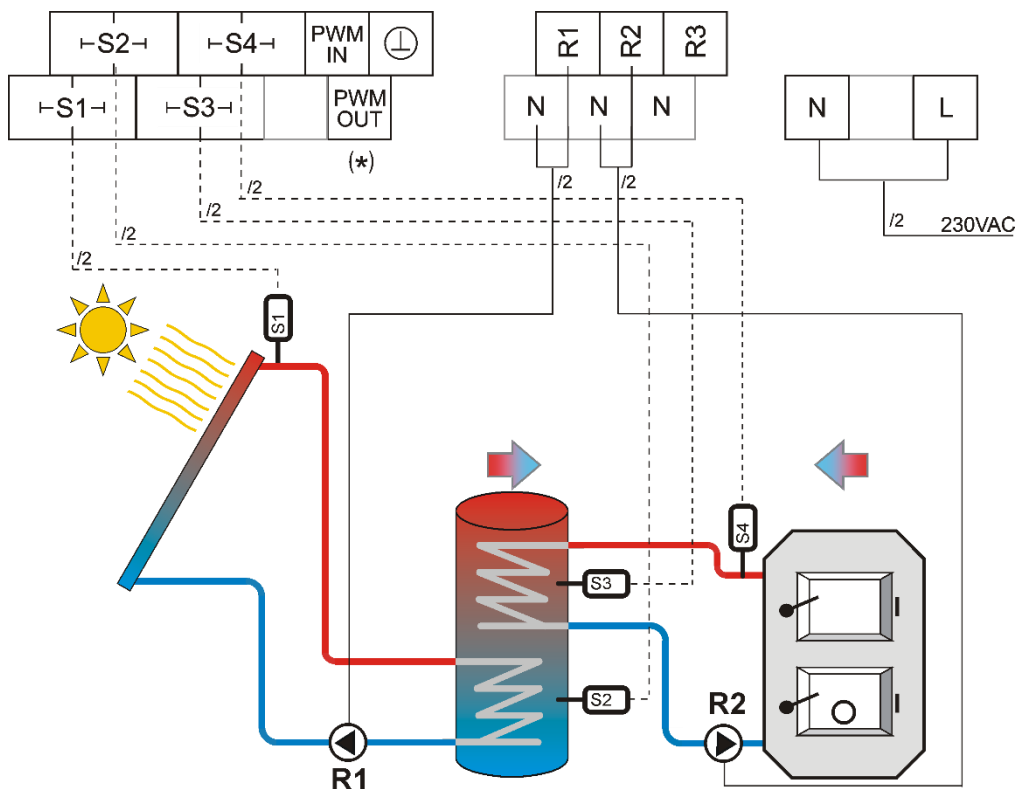 ⊢S2⊣ ⊢S4⊣ PWM IN
R1 R2 R3
⊢S1⊣ ⊢S3⊣ PWM OUT
N N N
N L
(*)
/2 /2 /2 /2
/2 /2
/2 230VAC
S1
S4
S3
S2
R1
R2